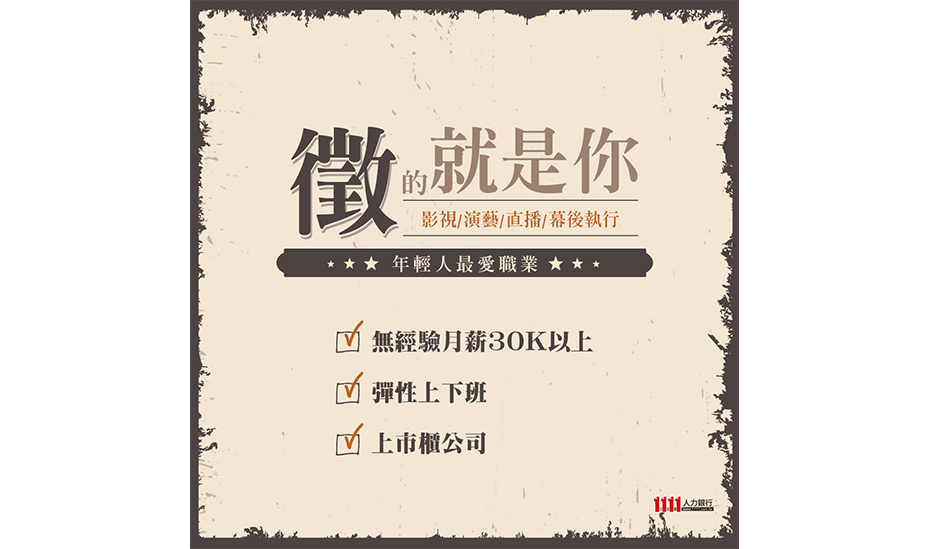 徵的就是你
影視/演藝/直播/幕後執行
★★★ 年輕人最愛職業 ★★★
無經驗月薪30K以上
彈性上下班
上市櫃公司
1111人力銀行